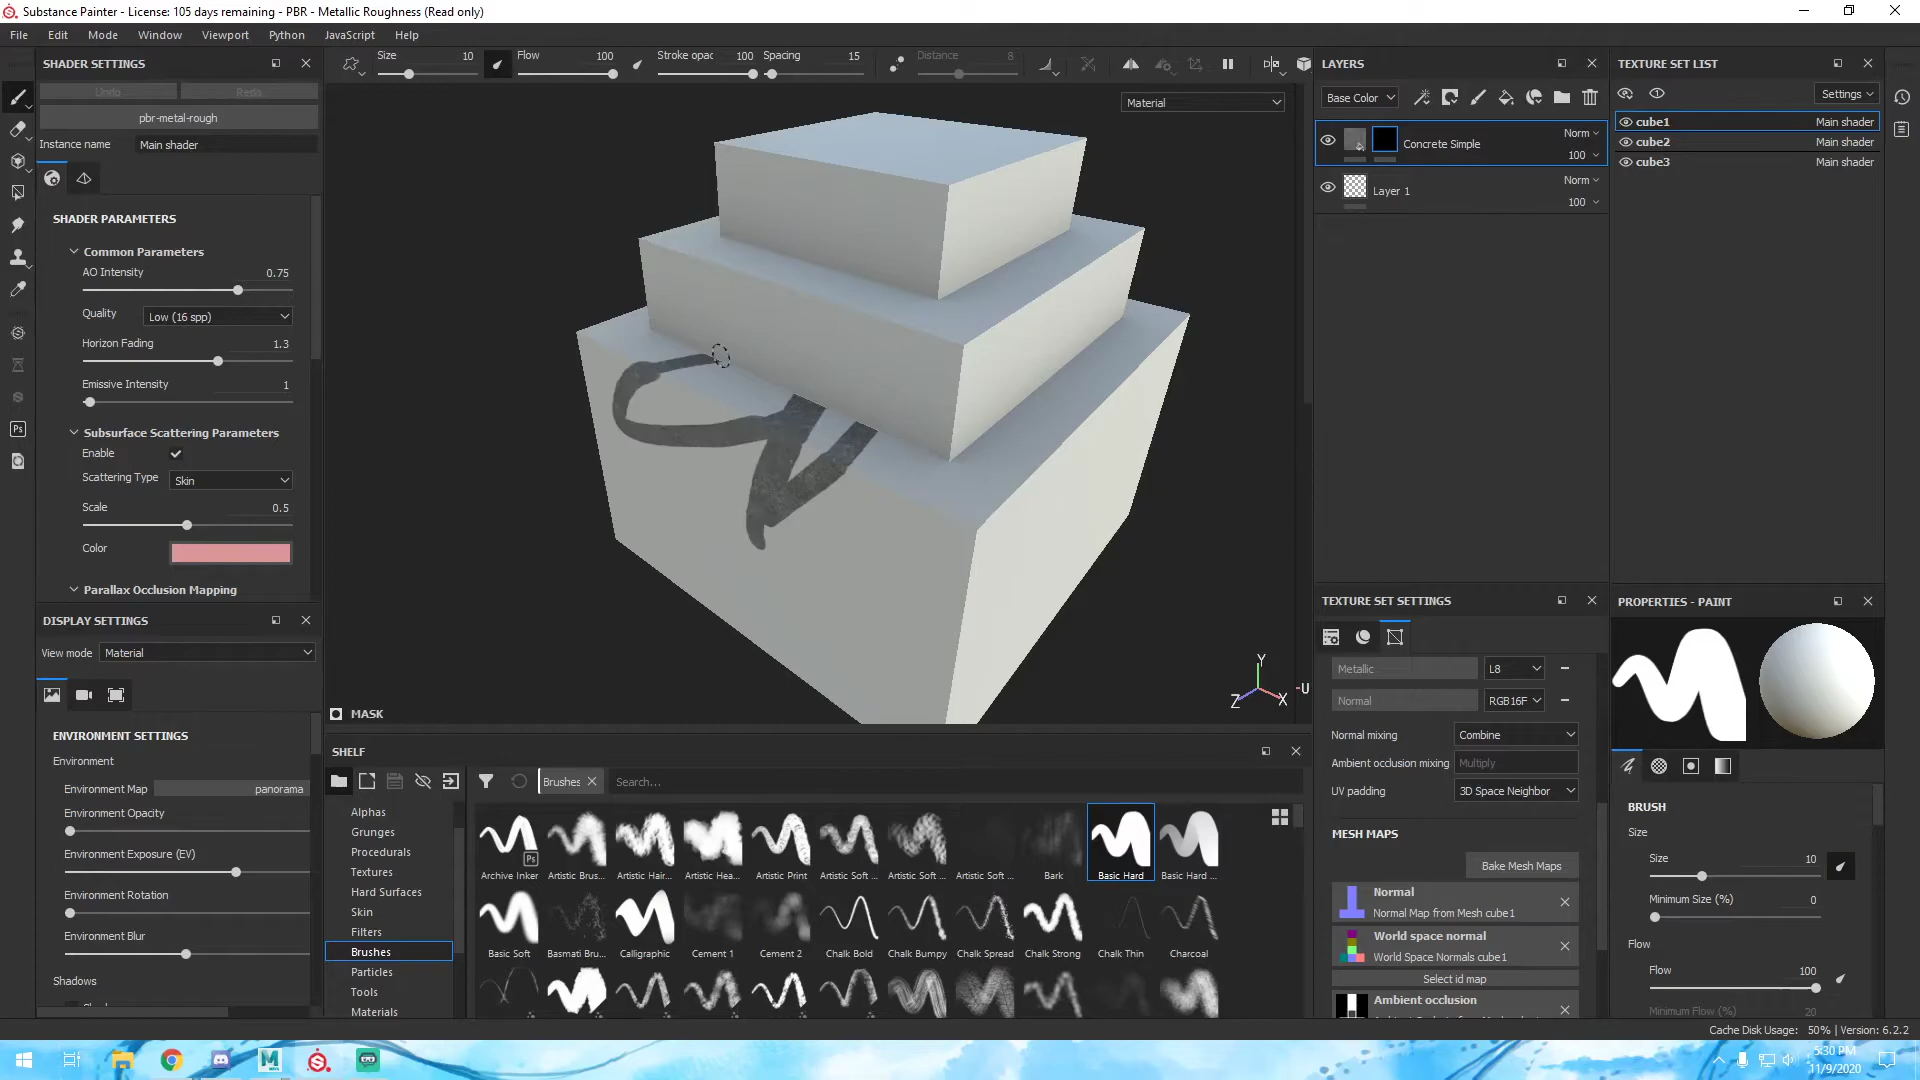 Substance Painter - License: 105 days remaining - PBR - Metallic Roughness (Read only)
File Edit Mode Window Viewport Python JavaScript Help
SHADER SETTINGS
Undo Redo
pbr-metal-rough
Instance name Main shader
SHADER PARAMETERS
Common Parameters
AO Intensity 0.75
Quality Low (16 spp)
Horizon Fading 1.3
Emissive Intensity 1
Subsurface Scattering Parameters
Enable
Scattering Type Skin
Scale 0.5
Color
Parallax Occlusion Mapping
DISPLAY SETTINGS
View mode Material
ENVIRONMENT SETTINGS
Environment
Environment Map panorama
Environment Opacity
Environment Exposure (EV)
Environment Rotation
Environment Blur
Shadows
Size 10 Flow 100 Stroke opac 100 Spacing 15 Distance 8
Material
Y
Z X U
MASK
SHELF
Brushes Search...
Alphas
Grunges
Procedurals
Textures
Hard Surfaces
Skin
Filters
Brushes
Particles
Tools
Materials
Ps
Archive Inker Artistic Brus... Artistic Hair... Artistic Hea... Artistic Print Artistic Soft ... Artistic Soft ... Artistic Soft ... Bark Basic Hard Basic Hard ...
Basic Soft Basmati Bru... Calligraphic Cement 1 Cement 2 Chalk Bold Chalk Bumpy Chalk Spread Chalk Strong Chalk Thin Charcoal
LAYERS
Base Color
Concrete Simple Norm 100
Layer 1 Norm 100
TEXTURE SET LIST
Settings
cube1 Main shader
cube2 Main shader
cube3 Main shader
TEXTURE SET SETTINGS
Metallic L8
Normal RGB16F
Normal mixing Combine
Ambient occlusion mixing Multiply
UV padding 3D Space Neighbor
MESH MAPS
Bake Mesh Maps
Normal
Normal Map from Mesh cube1
World space normal
World Space Normals cube1
Select id map
Ambient occlusion
PROPERTIES - PAINT
BRUSH
Size
Size 10
Minimum Size (%) 0
Flow
Flow 100
Minimum Flow (%) 20
Cache Disk Usage: 50% | Version: 6.2.2
Ps
5:30 PM
11/9/2020